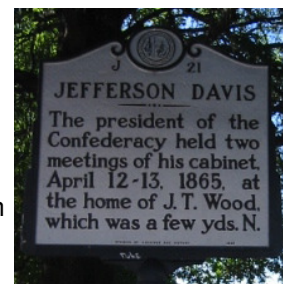 J 21
JEFFERSON DAVIS
The president of the
Confederacy held two
meetings of his cabinet,
April 12-13, 1865, at
the home of J. T. Wood,
which was a few yds. N.